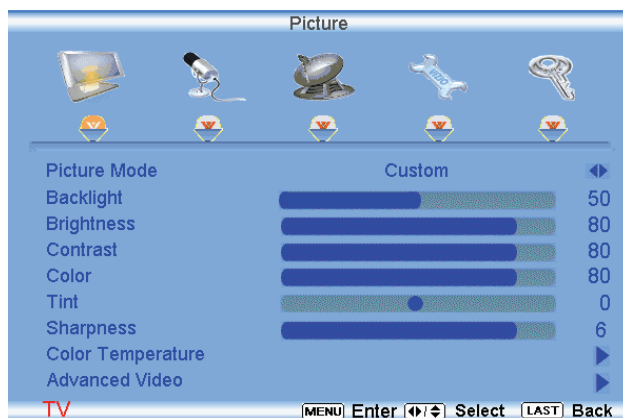 Picture
Picture Mode Custom
Backlight 50
Brightness 80
Contrast 80
Color 80
Tint 0
Sharpness 6
Color Temperature
Advanced Video
TV MENU Enter Select LAST Back